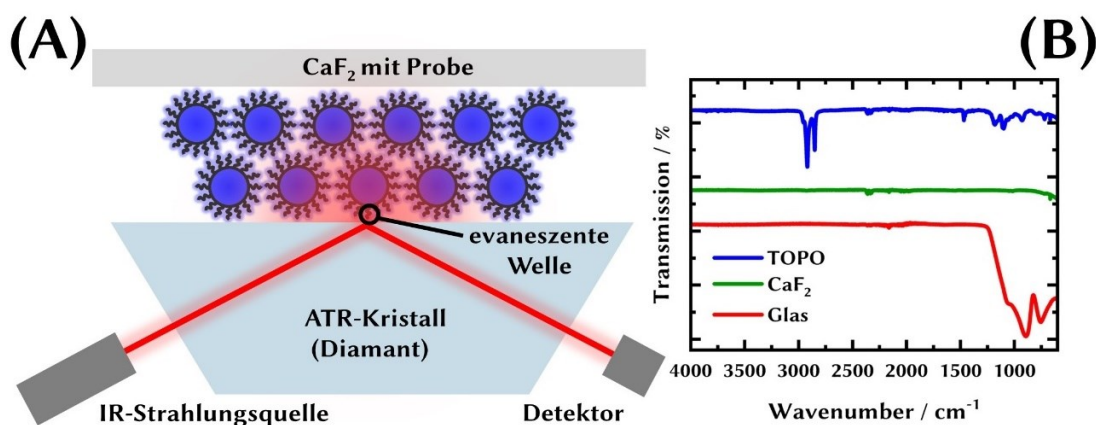 (A)
CaF₂ mit Probe
evaneszente
Welle
ATR-Kristall
(Diamant)
IR-Strahlungsquelle
Detektor
(B)
Transmission / %
TOPO
CaF₂
Glas
4000 3500 3000 2500 2000 1500 1000
Wavenumber / cm⁻¹